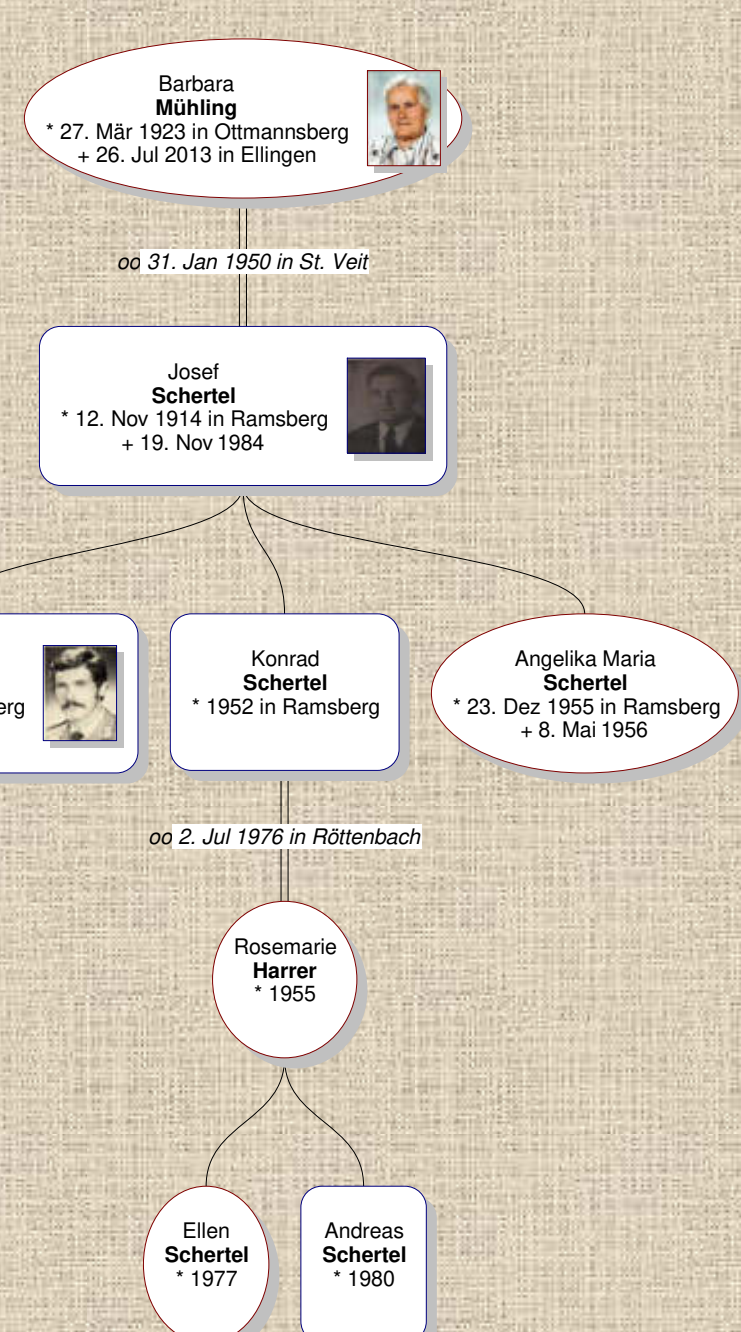 Barbara
Mühling
* 27. Mär 1923 in Ottmannsberg
+ 26. Jul 2013 in Ellingen
oo 31. Jan 1950 in St. Veit
Josef
Schertel
* 12. Nov 1914 in Ramsberg
+ 19. Nov 1984
erg
Konrad
Schertel
* 1952 in Ramsberg
Angelika Maria
Schertel
* 23. Dez 1955 in Ramsberg
+ 8. Mai 1956
oo 2. Jul 1976 in Röttenbach
Rosemarie
Harrer
* 1955
Ellen
Schertel
* 1977
Andreas
Schertel
* 1980